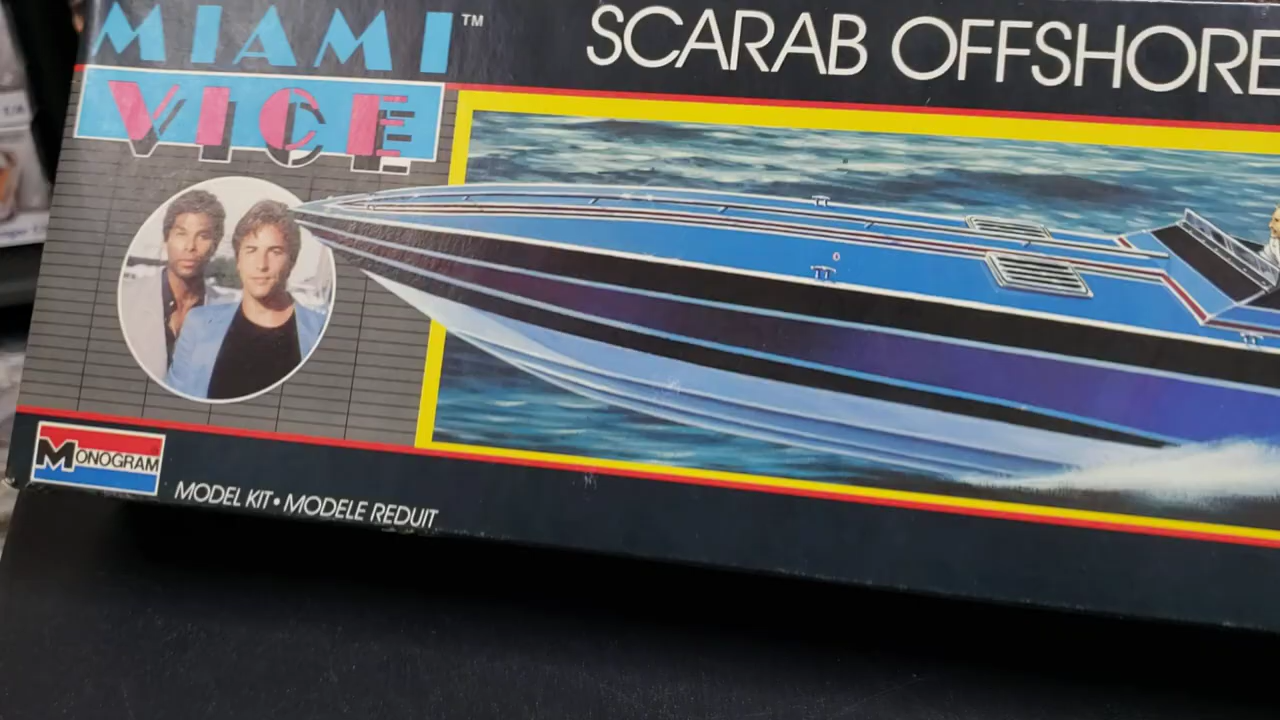 MIAMI™
VICE
SCARAB OFFSHORE
MONOGRAM
MODEL KIT • MODELE REDUIT